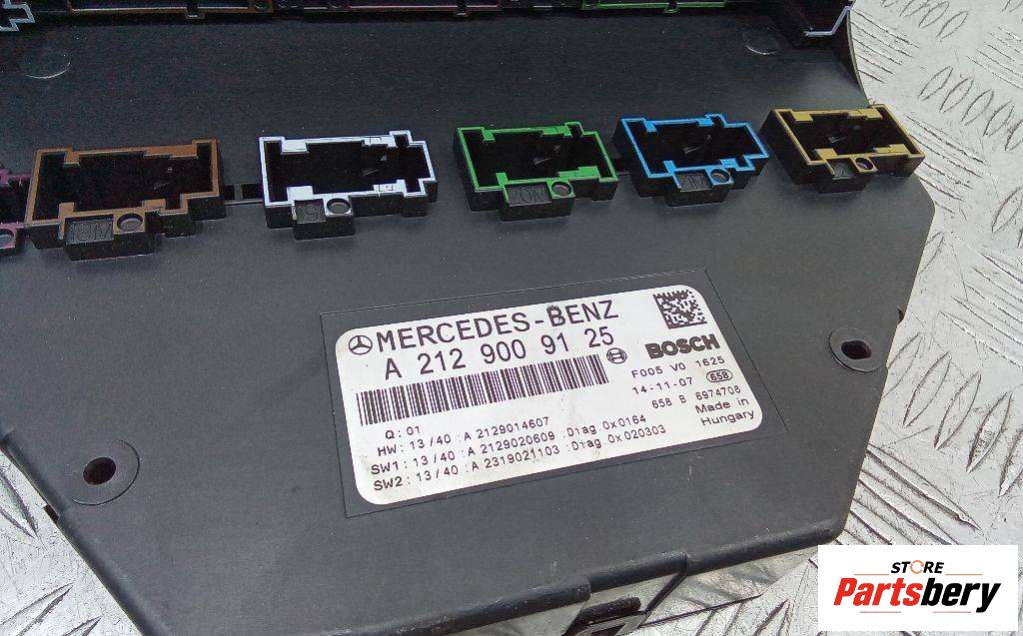 MERCEDES-BENZ
A 212 900 91 25
BOSCH
F005 V0 1625
14-11-07 658
658 B 6974708
Made in
Hungary
Q:01
HW:13/40:A 2129014607
SW1:13/40:A 2129020609:Diag.0x0164
SW2:13/40:A 2319021103:Diag.0x020303
STORE
Partsbery